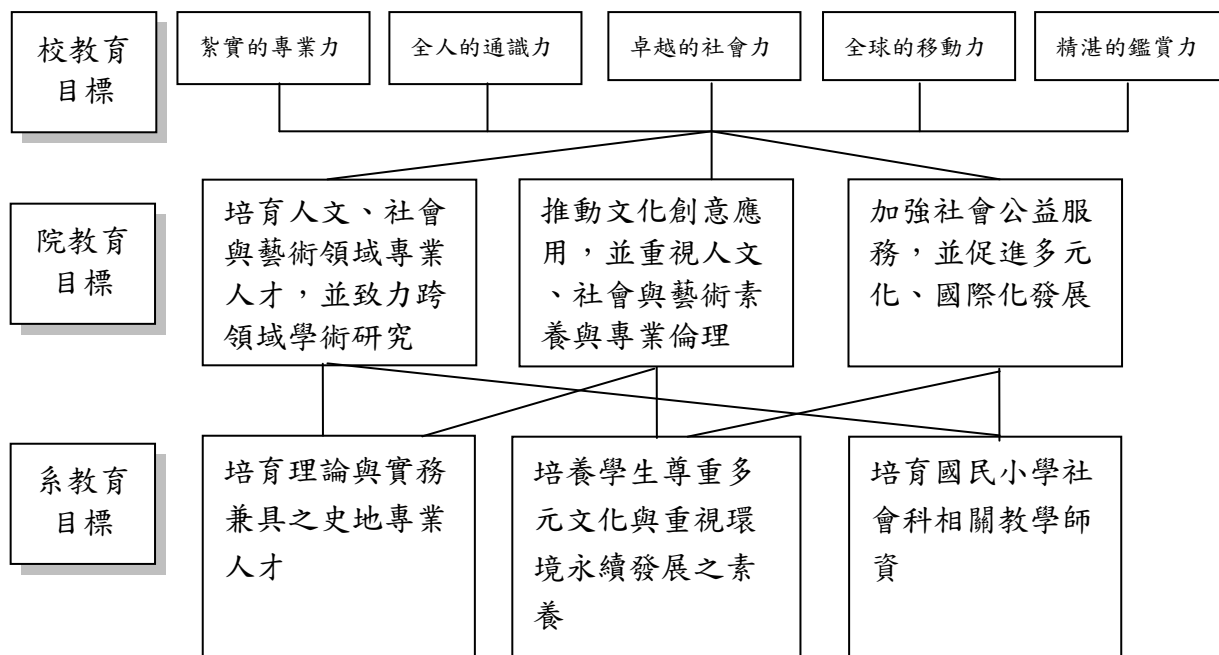 校教育
目標
紮實的專業力
全人的通識力
卓越的社會力
全球的移動力
精湛的鑑賞力
院教育
目標
培育人文、社會
與藝術領域專業
人才，並致力跨
領域學術研究
推動文化創意應
用，並重視人文
、社會與藝術素
養與專業倫理
加強社會公益服
務，並促進多元
化、國際化發展
系教育
目標
培育理論與實務
兼具之史地專業
人才
培養學生尊重多
元文化與重視環
境永續發展之素
養
培育國民小學社
會科相關教學師
資